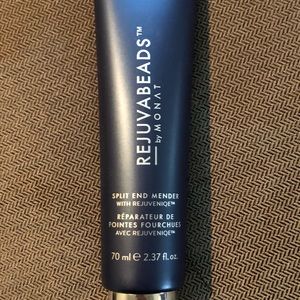 REJUVABEADS™
by MONAT
SPLIT END MENDER
WITH REJUVENIQE™
RÉPARATEUR DE
POINTES FOURCHUES
AVEC REJUVENIQE™
70 ml ℮ 2.37 fl. oz.